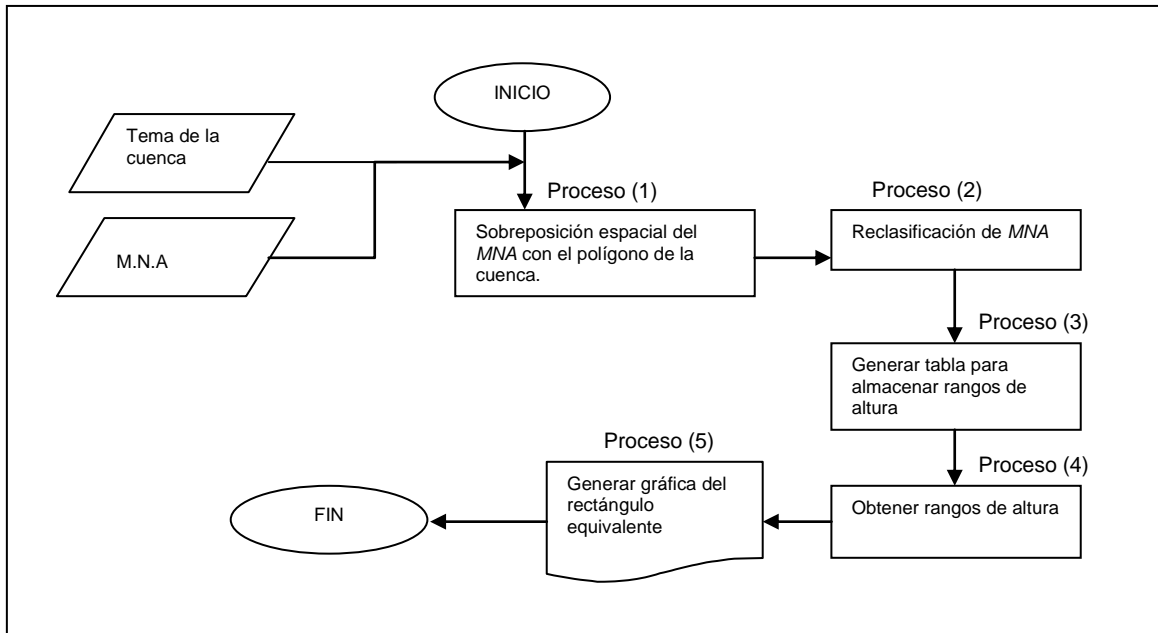 INICIO
Tema de la
cuenca
M.N.A
Proceso (1)
Sobreposición espacial del
MNA con el polígono de la
cuenca.
Proceso (2)
Reclasificación de MNA
Proceso (3)
Generar tabla para
almacenar rangos de
altura
Proceso (4)
Obtener rangos de altura
Proceso (5)
Generar gráfica del
rectángulo
equivalente
FIN